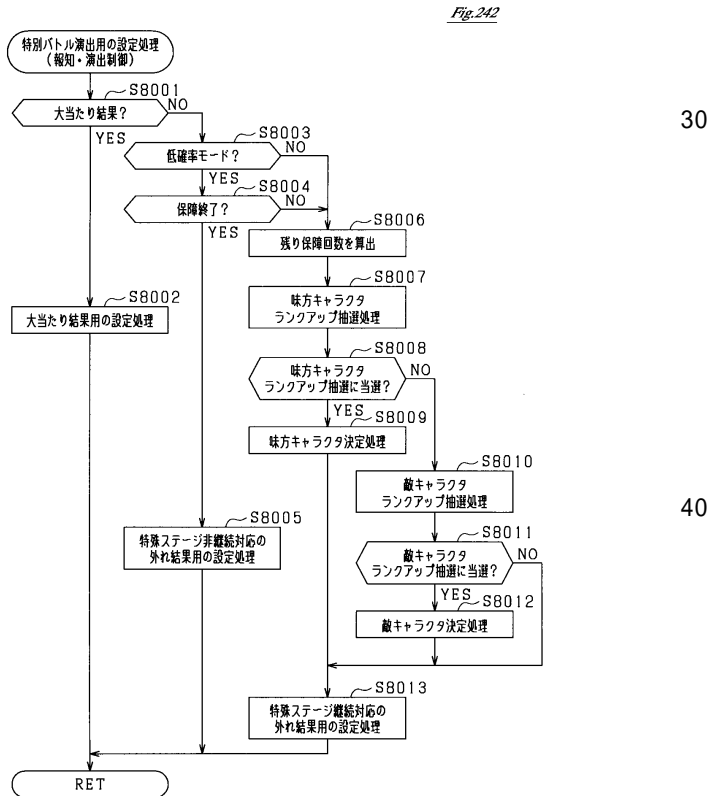 Fig.242
特別バトル演出用の設定処理
（報知・演出制御）
S8001
大当たり結果？
NO
YES
30
S8003
低確率モード？
NO
YES
S8004
保障終了？
NO
YES
S8006
残り保障回数を算出
S8007
味方キャラクタ
ランクアップ抽選処理
S8002
大当たり結果用の設定処理
S8008
味方キャラクタ
ランクアップ抽選に当選？
NO
YES
S8009
味方キャラクタ決定処理
S8010
敵キャラクタ
ランクアップ抽選処理
40
S8005
特殊ステージ非継続対応の
外れ結果用の設定処理
S8011
敵キャラクタ
ランクアップ抽選に当選？
NO
YES
S8012
敵キャラクタ決定処理
S8013
特殊ステージ継続対応の
外れ結果用の設定処理
RET